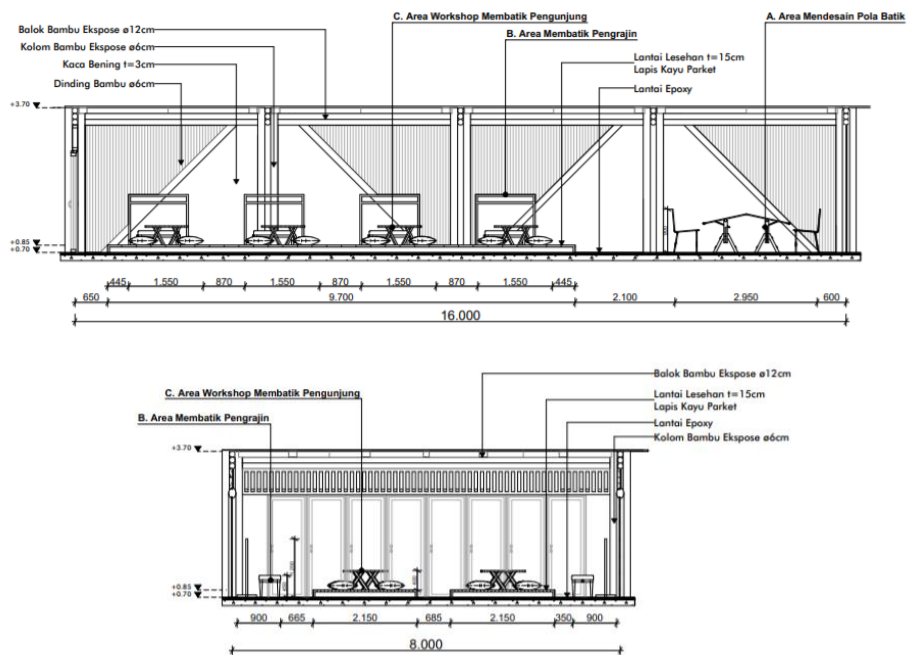 C. Area Workshop Membatik Pengunjung
A. Area Mendesain Pola Batik
Balok Bambu Ekspose ø12cm
B. Area Membatik Pengrajin
Kolom Bambu Ekspose ø6cm
Kaca Bening t=3cm
Dinding Bambu ø6cm
Lantai Lesehan t=15cm
Lapis Kayu Parket
Lantai Epoxy
+3.70
+0.85
+0.70
445 1.550 870 1.550 870 1.550 870 1.550 445
650 9.700 2.100 2.950 600
16.000
Balok Bambu Ekspose ø12cm
C. Area Workshop Membatik Pengunjung
Lantai Lesehan t=15cm
Lapis Kayu Parket
B. Area Membatik Pengrajin
Lantai Epoxy
Kolom Bambu Ekspose ø6cm
+3.70
+0.85
+0.70
900 665 2.150 685 2.150 350 900
8.000